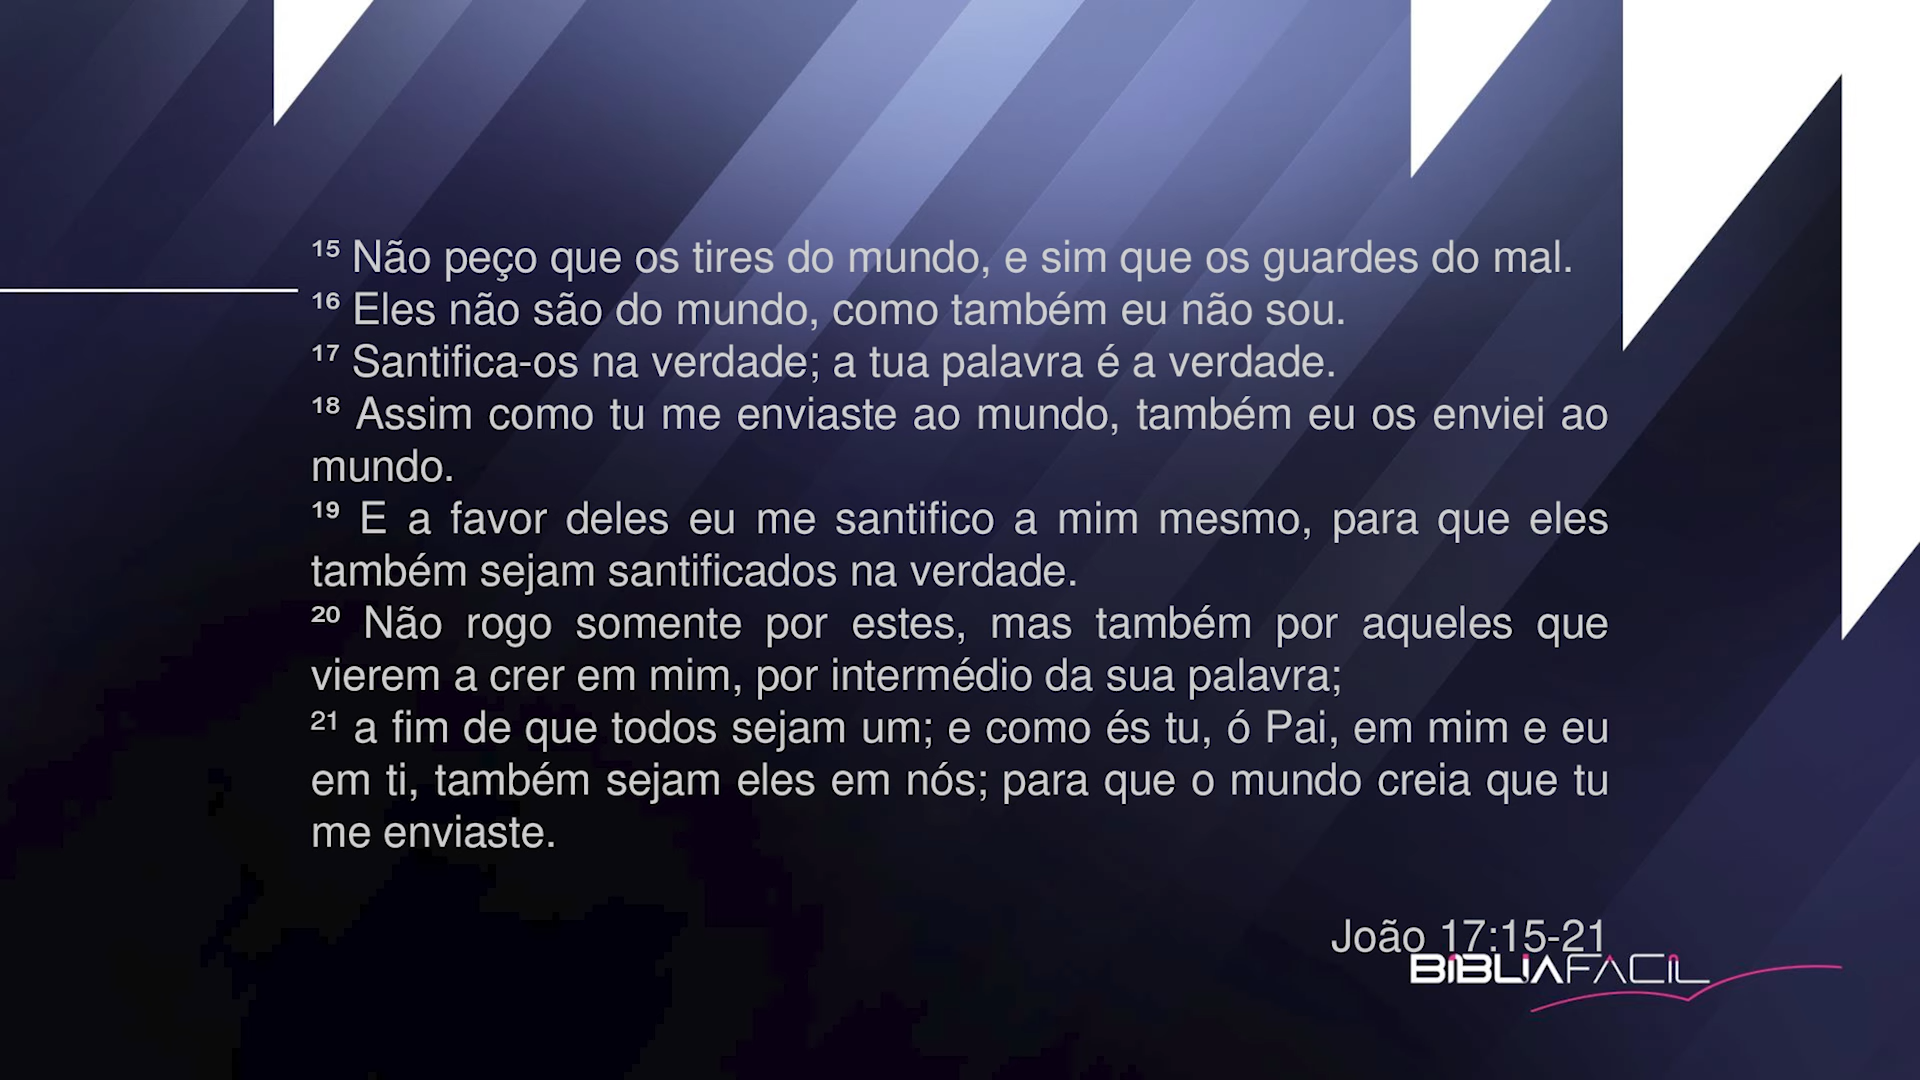 ¹⁵ Não peço que os tires do mundo, e sim que os guardes do mal.
¹⁶ Eles não são do mundo, como também eu não sou.
¹⁷ Santifica-os na verdade; a tua palavra é a verdade.
¹⁸ Assim como tu me enviaste ao mundo, também eu os enviei ao
mundo.
¹⁹ E a favor deles eu me santifico a mim mesmo, para que eles
também sejam santificados na verdade.
²⁰ Não rogo somente por estes, mas também por aqueles que
vierem a crer em mim, por intermédio da sua palavra;
²¹ a fim de que todos sejam um; e como és tu, ó Pai, em mim e eu
em ti, também sejam eles em nós; para que o mundo creia que tu
me enviaste.
João 17:15-21
BÍBLIAFACIL